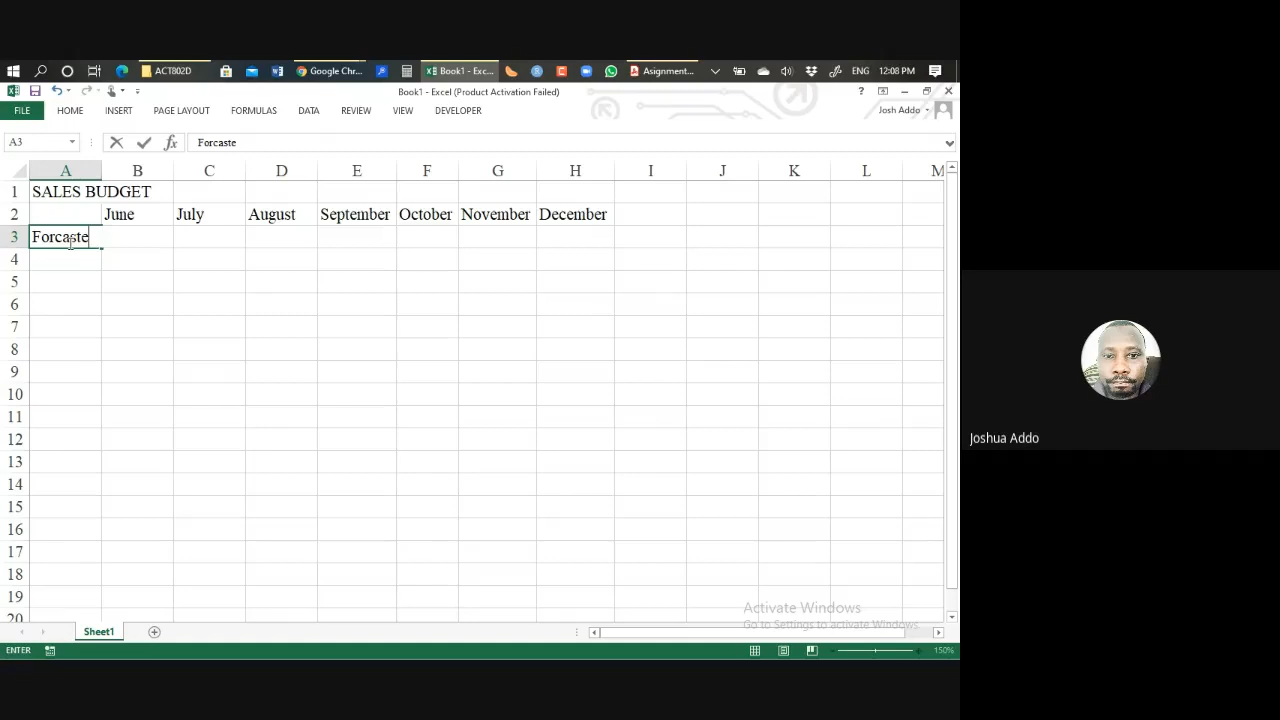 ACT802D
Google Chr...
Book1 - Exc...
Asignment...
ENG
12:08 PM
Book1 - Excel (Product Activation Failed)
?
FILE
HOME
INSERT
PAGE LAYOUT
FORMULAS
DATA
REVIEW
VIEW
DEVELOPER
Josh Addo
A3
fx
Forcaste
A B C D E F G H I J K L M
1 SALES BUDGET
2 June July August September October November December
3 Forcaste
4
5
6
7
8
9
10
11
12
13
14
15
16
17
18
19
20
Activate Windows
Go to Settings to activate Windows.
Sheet1
ENTER
150%
Joshua Addo